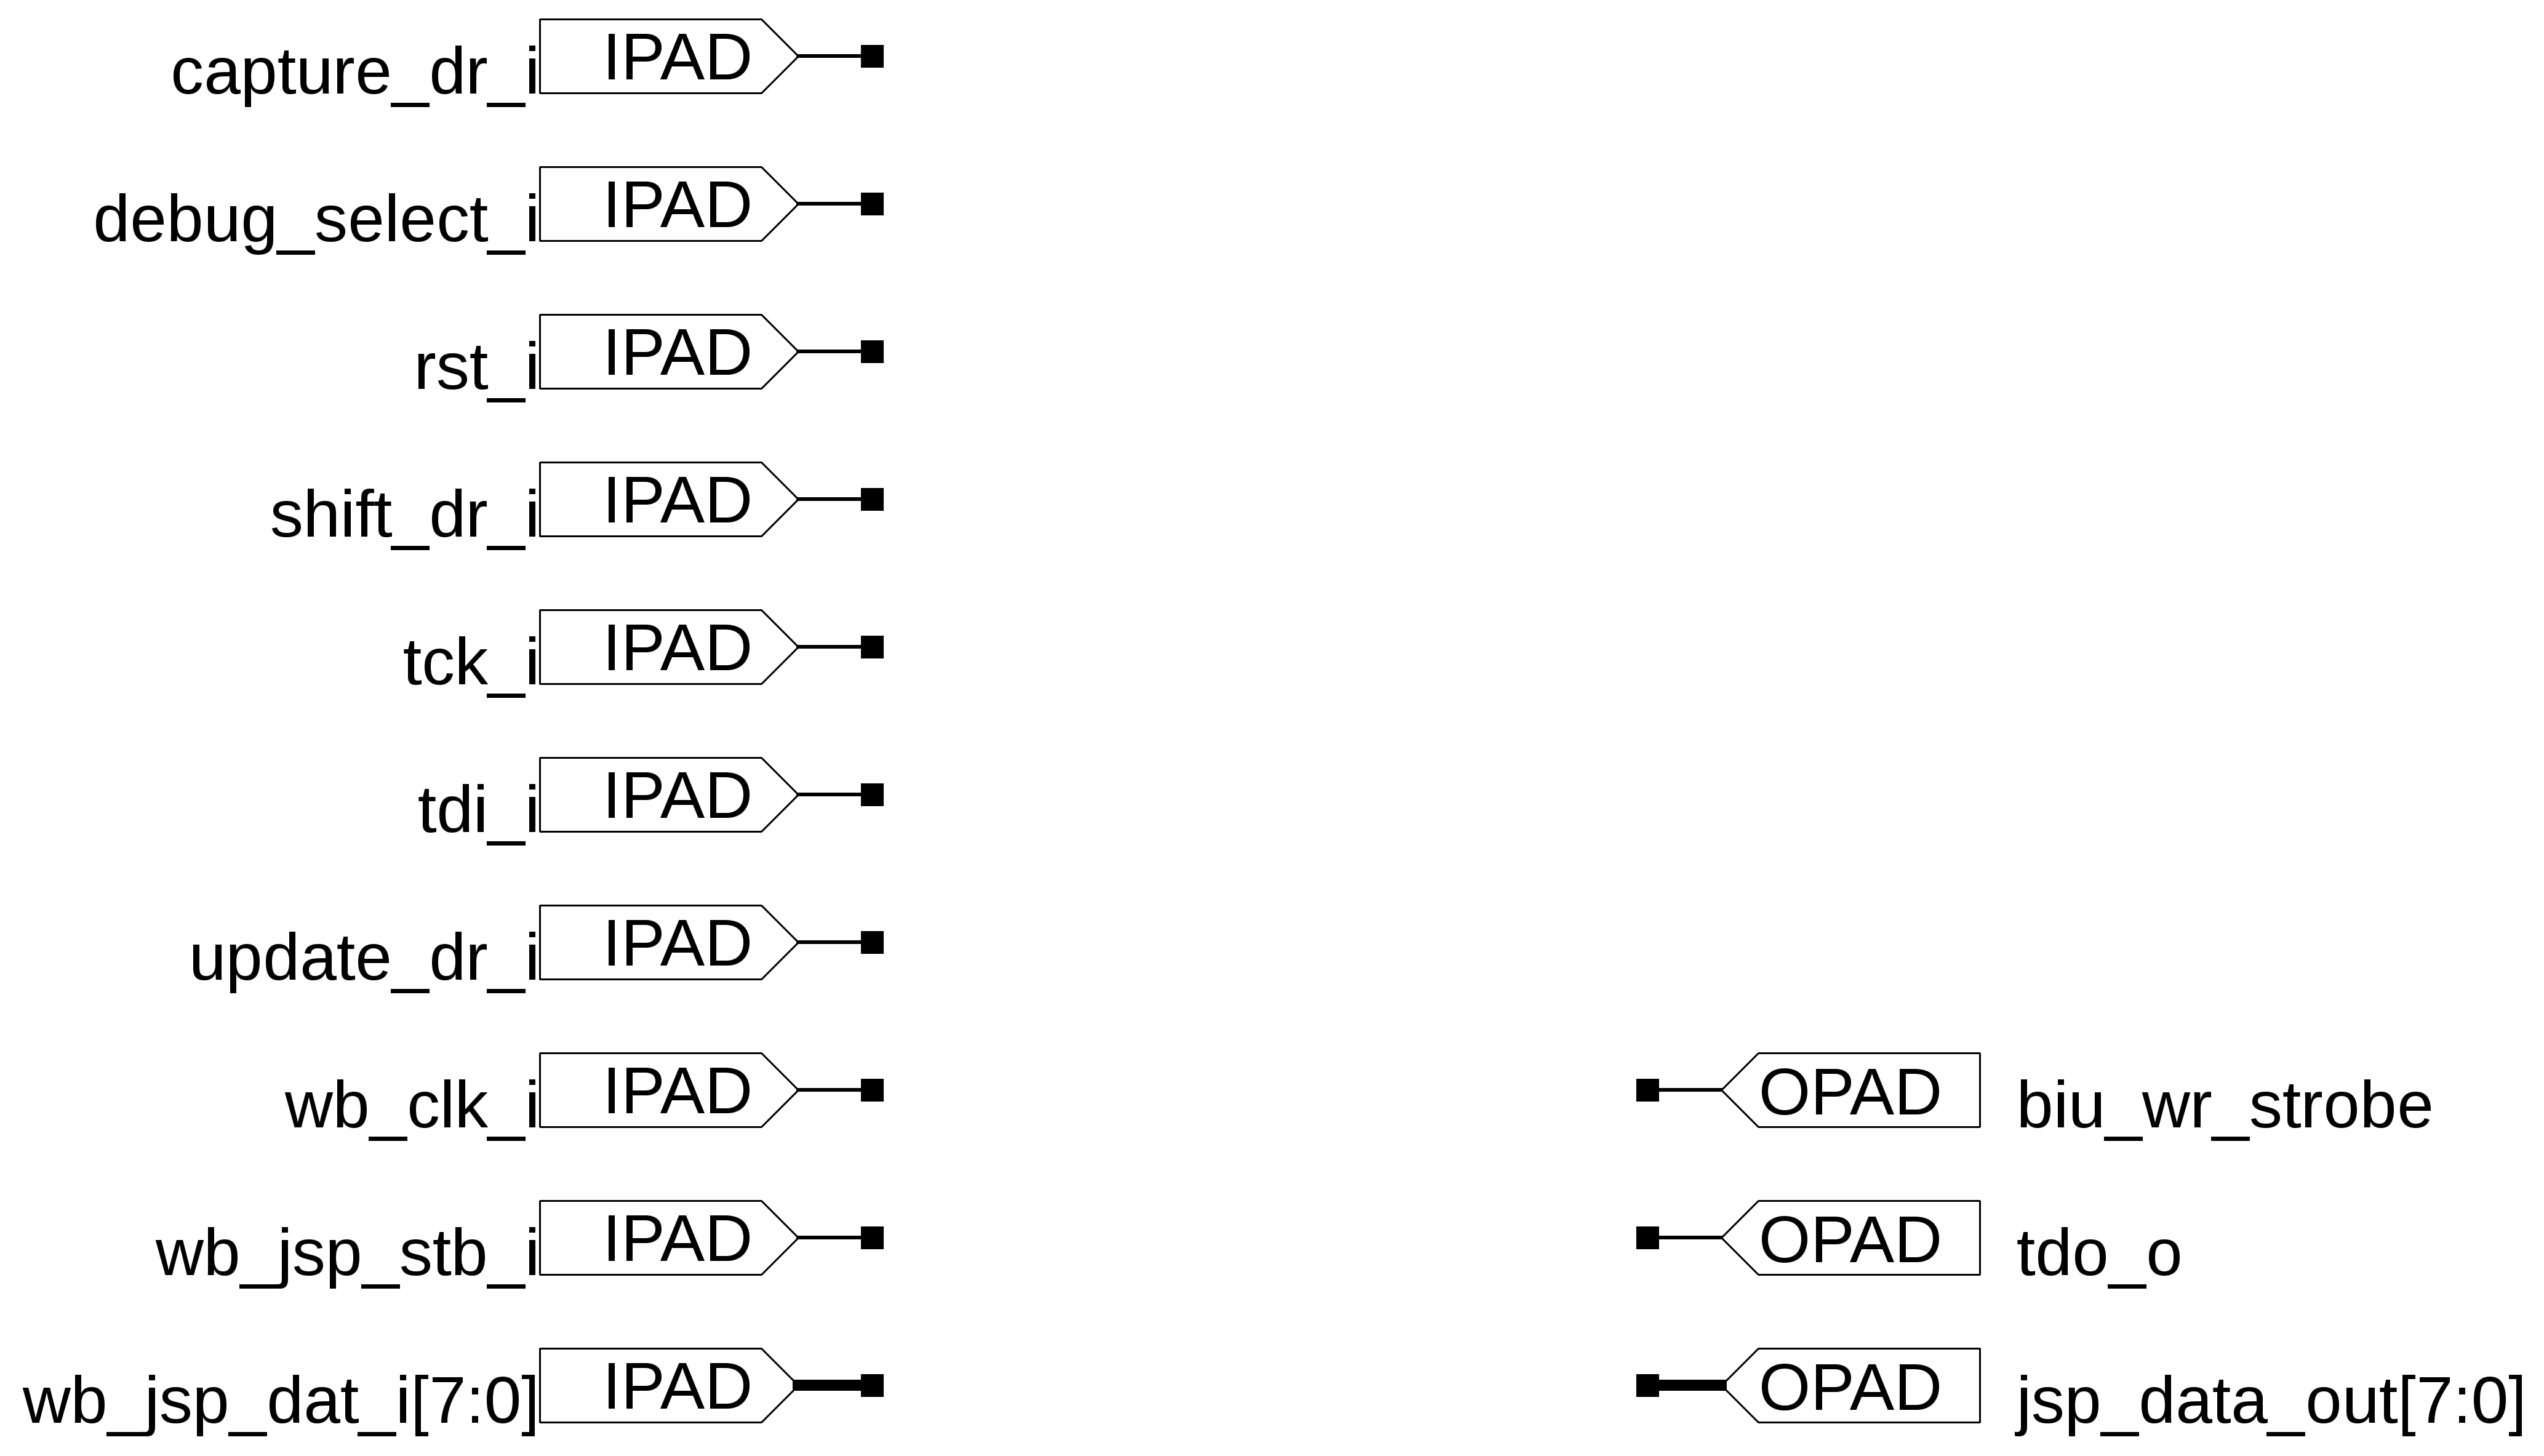 capture_dr_i IPAD
debug_select_i IPAD
rst_i IPAD
shift_dr_i IPAD
tck_i IPAD
tdi_i IPAD
update_dr_i IPAD
wb_clk_i IPAD OPAD biu_wr_strobe
wb_jsp_stb_i IPAD OPAD tdo_o
wb_jsp_dat_i[7:0] IPAD OPAD jsp_data_out[7:0]